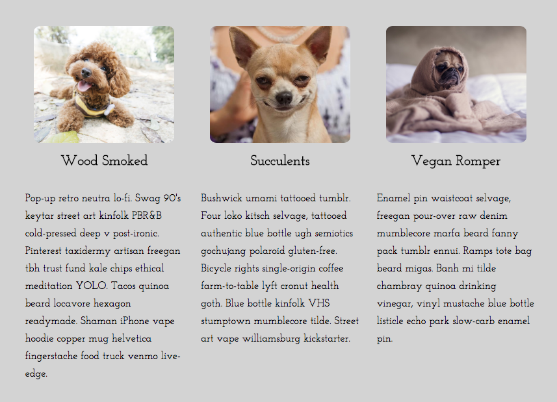 Wood Smoked
Pop-up retro neutra lo-fi. Swag 90's
keytar street art kinfolk PBR&B
cold-pressed deep v post-ironic.
Pinterest taxidermy artisan freegan
tbh trust fund kale chips ethical
meditation YOLO. Tacos quinoa
beard locavore hexagon
readymade. Shaman iPhone vape
hoodie copper mug helvetica
fingerstache food truck venmo live-
edge.
Succulents
Bushwick umami tattooed tumblr.
Four loko kitsch selvage, tattooed
authentic blue bottle ugh semiotics
gochujang polaroid gluten-free.
Bicycle rights single-origin coffee
farm-to-table lyft cronut health
goth. Blue bottle kinfolk VHS
stumptown mumblecore tilde. Street
art vape williamsburg kickstarter.
Vegan Romper
Enamel pin waistcoat selvage,
freegan pour-over raw denim
mumblecore marfa beard fanny
pack tumblr ennui. Ramps tote bag
beard migas. Banh mi tilde
chambray quinoa drinking
vinegar, vinyl mustache blue bottle
listicle echo park slow-carb enamel
pin.